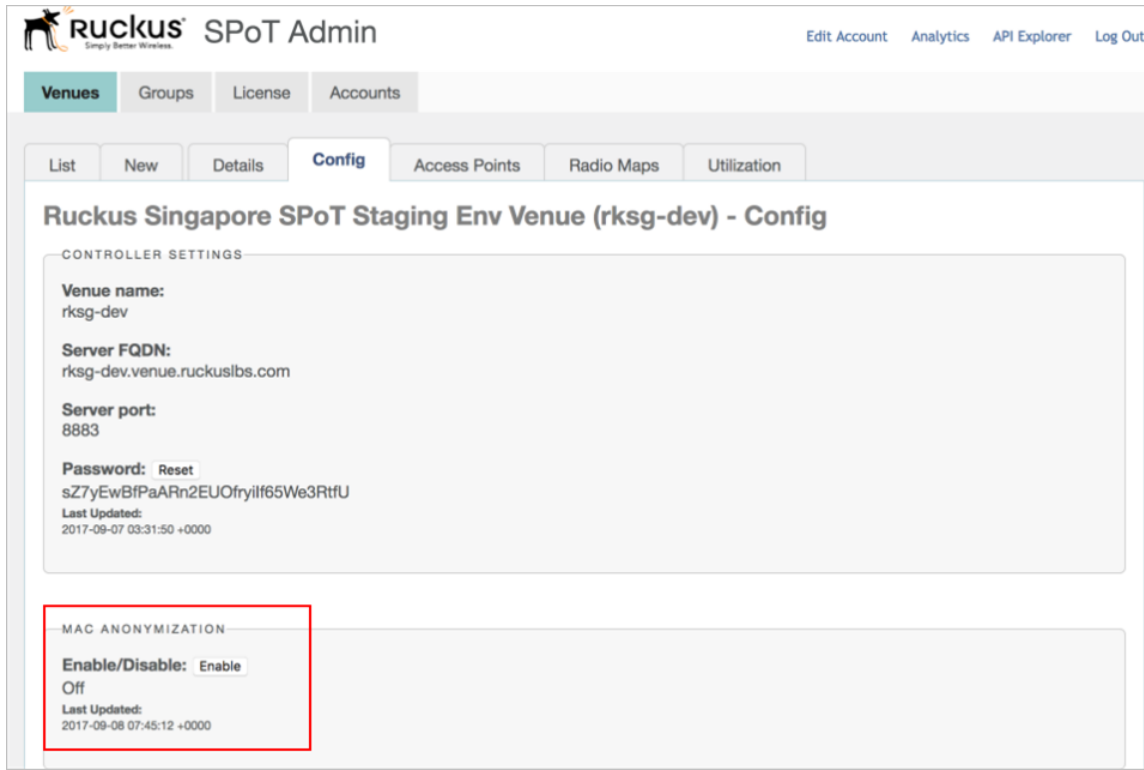 Ruckus SPoT Admin
Simply Better Wireless.
Edit Account Analytics API Explorer Log Out
Venues Groups License Accounts
List New Details Config Access Points Radio Maps Utilization
Ruckus Singapore SPoT Staging Env Venue (rksg-dev) - Config
CONTROLLER SETTINGS
Venue name:
rksg-dev
Server FQDN:
rksg-dev.venue.ruckuslbs.com
Server port:
8883
Password: Reset
sZ7yEwBfPaARn2EUOfryiIf65We3RtfU
Last Updated:
2017-09-07 03:31:50 +0000
MAC ANONYMIZATION
Enable/Disable: Enable
Off
Last Updated:
2017-09-08 07:45:12 +0000